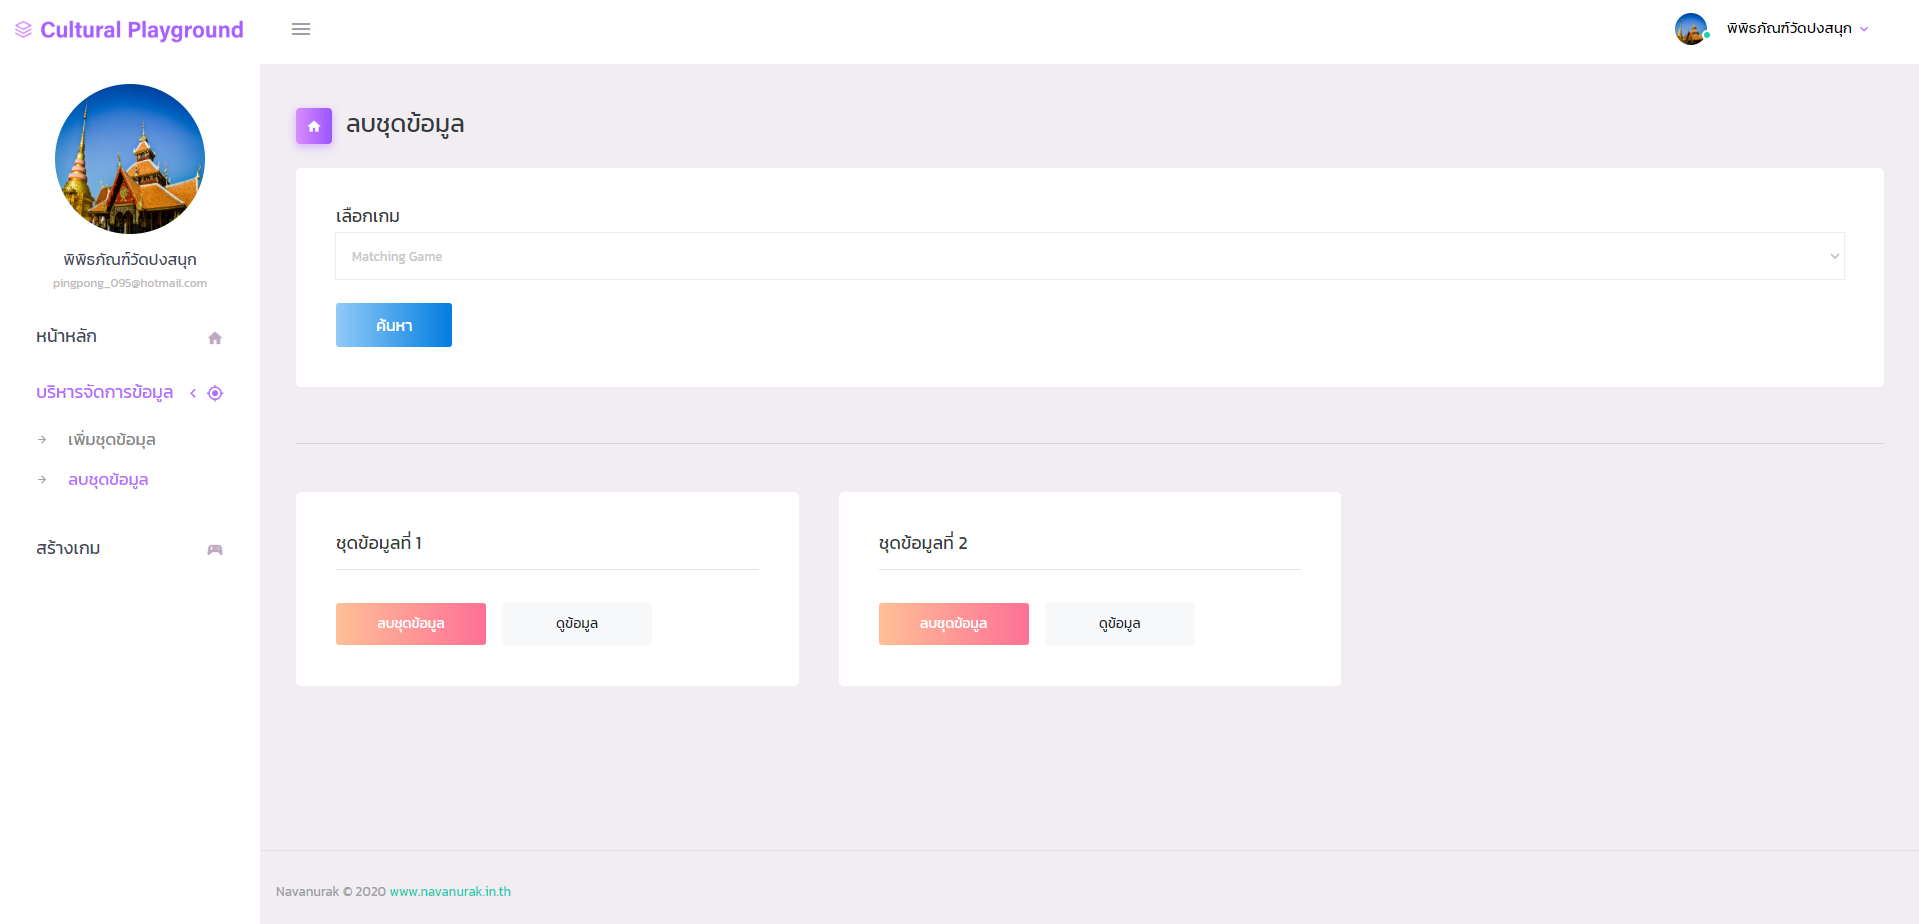 Cultural Playground
พิพิธภัณฑ์วัดปงสนุก
พิพิธภัณฑ์วัดปงสนุก
pingpong_095@hotmail.com
หน้าหลัก
บริหารจัดการข้อมูล
เพิ่มชุดข้อมุล
ลบชุดข้อมูล
สร้างเกม
ลบชุดข้อมูล
เลือกเกม
Matching Game
ค้นหา
ชุดข้อมูลที่ 1
ลบชุดข้อมูล
ดูข้อมูล
ชุดข้อมูลที่ 2
ลบชุดข้อมูล
ดูข้อมูล
Navanurak © 2020 www.navanurak.in.th